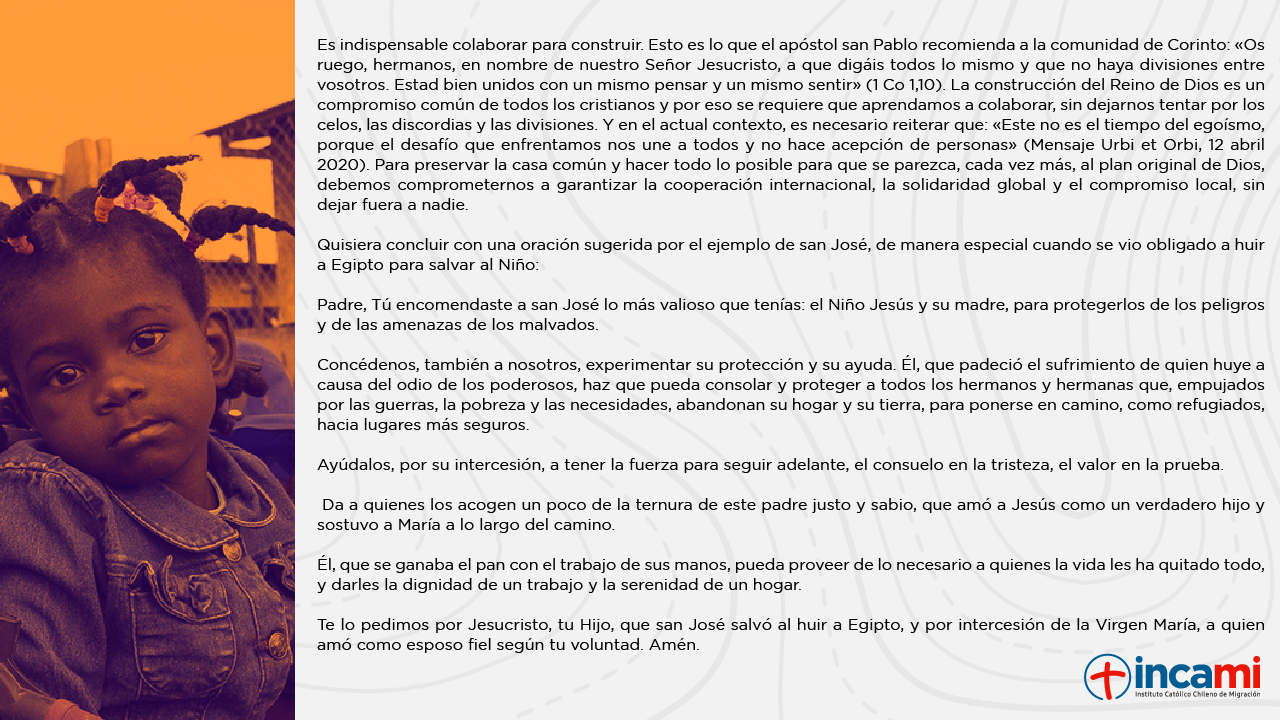 Es indispensable colaborar para construir. Esto es lo que el apóstol san Pablo recomienda a la comunidad de Corinto: «Os
ruego, hermanos, en nombre de nuestro Señor Jesucristo, a que digáis todos lo mismo y que no haya divisiones entre
vosotros. Estad bien unidos con un mismo pensar y un mismo sentir» (1 Co 1,10). La construcción del Reino de Dios es un
compromiso común de todos los cristianos y por eso se requiere que aprendamos a colaborar, sin dejarnos tentar por los
celos, las discordias y las divisiones. Y en el actual contexto, es necesario reiterar que: «Este no es el tiempo del egoísmo,
porque el desafío que enfrentamos nos une a todos y no hace acepción de personas» (Mensaje Urbi et Orbi, 12 abril
2020). Para preservar la casa común y hacer todo lo posible para que se parezca, cada vez más, al plan original de Dios,
debemos comprometernos a garantizar la cooperación internacional, la solidaridad global y el compromiso local, sin
dejar fuera a nadie.
Quisiera concluir con una oración sugerida por el ejemplo de san José, de manera especial cuando se vio obligado a huir
a Egipto para salvar al Niño:
Padre, Tú encomendaste a san José lo más valioso que tenías: el Niño Jesús y su madre, para protegerlos de los peligros
y de las amenazas de los malvados.
Concédenos, también a nosotros, experimentar su protección y su ayuda. Él, que padeció el sufrimiento de quien huye a
causa del odio de los poderosos, haz que pueda consolar y proteger a todos los hermanos y hermanas que, empujados
por las guerras, la pobreza y las necesidades, abandonan su hogar y su tierra, para ponerse en camino, como refugiados,
hacia lugares más seguros.
Ayúdalos, por su intercesión, a tener la fuerza para seguir adelante, el consuelo en la tristeza, el valor en la prueba.
Da a quienes los acogen un poco de la ternura de este padre justo y sabio, que amó a Jesús como un verdadero hijo y
sostuvo a María a lo largo del camino.
Él, que se ganaba el pan con el trabajo de sus manos, pueda proveer de lo necesario a quienes la vida les ha quitado todo,
y darles la dignidad de un trabajo y la serenidad de un hogar.
Te lo pedimos por Jesucristo, tu Hijo, que san José salvó al huir a Egipto, y por intercesión de la Virgen María, a quien
amó como esposo fiel según tu voluntad. Amén.
incami
Instituto Católico Chileno de Migración